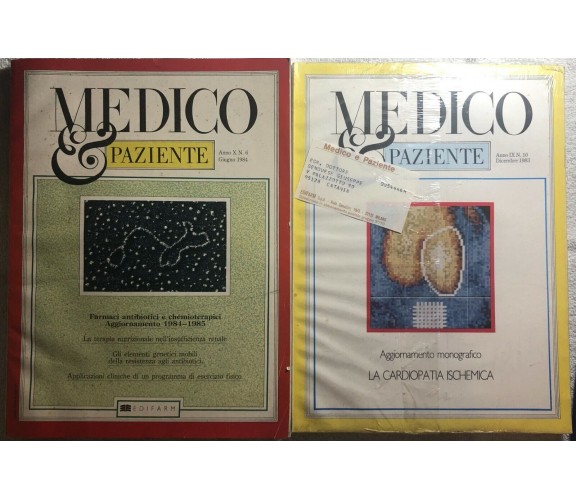 MEDICO
& PAZIENTE
Anno X N. 6
Giugno 1984
Farmaci antibiotici e chemioterapici
Aggiornamento 1984-1985
La terapia nutrizionale nell'insufficienza renale
Gli elementi genetici mobili
della resistenza agli antibiotici
Applicazioni cliniche di un programma di esercizio fisico
EDIFARM
MEDICO
& PAZIENTE
Anno IX N. 10
Dicembre 1983
Medico e Paziente
DOTTORE
GIUSEPPE
CATANIA
Aggiornamento monografico
LA CARDIOPATIA ISCHEMICA